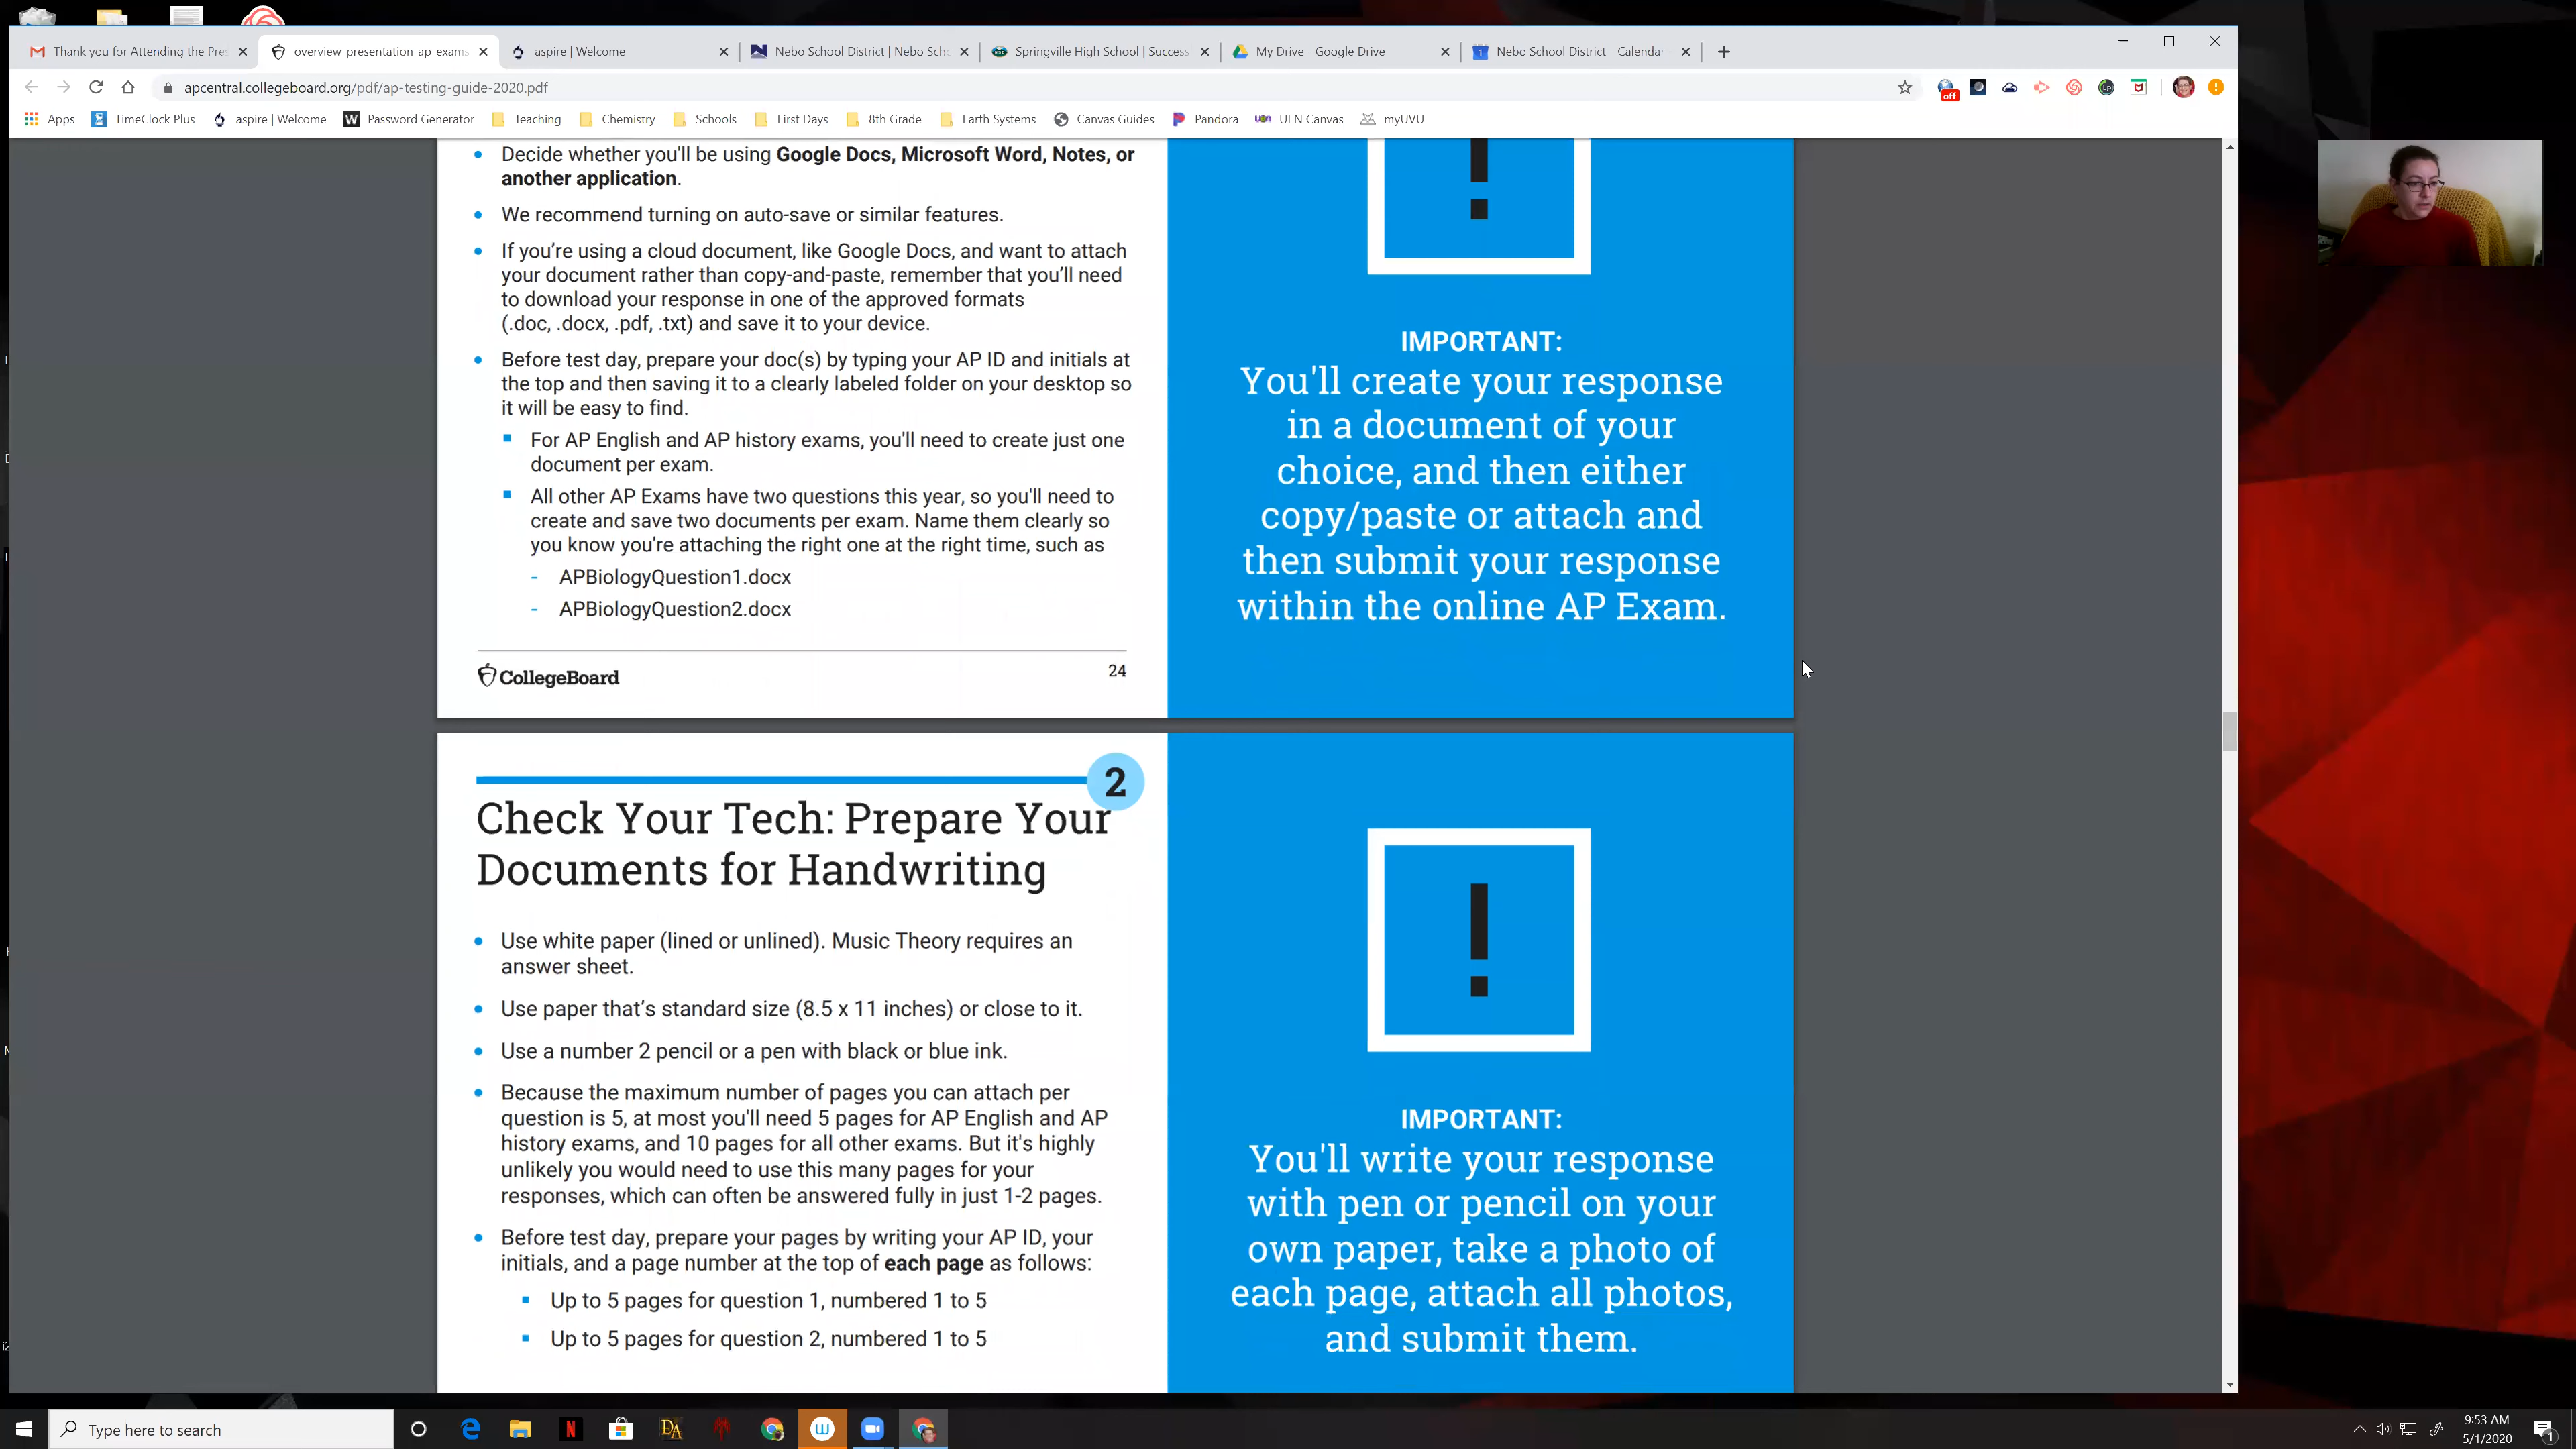 Thank you for Attending the Pres
overview-presentation-ap-exams
aspire | Welcome
Nebo School District | Nebo Scho
Springville High School | Success
My Drive - Google Drive
Nebo School District - Calendar -
apcentral.collegeboard.org/pdf/ap-testing-guide-2020.pdf
off
Apps
TimeClock Plus
aspire | Welcome
Password Generator
Teaching
Chemistry
Schools
First Days
8th Grade
Earth Systems
Canvas Guides
Pandora
UEN Canvas
myUVU
• Decide whether you'll be using Google Docs, Microsoft Word, Notes, or
another application.
• We recommend turning on auto-save or similar features.
• If you're using a cloud document, like Google Docs, and want to attach
your document rather than copy-and-paste, remember that you'll need
to download your response in one of the approved formats
(.doc, .docx, .pdf, .txt) and save it to your device.
• Before test day, prepare your doc(s) by typing your AP ID and initials at
the top and then saving it to a clearly labeled folder on your desktop so
it will be easy to find.
▪ For AP English and AP history exams, you'll need to create just one
document per exam.
▪ All other AP Exams have two questions this year, so you'll need to
create and save two documents per exam. Name them clearly so
you know you're attaching the right one at the right time, such as
- APBiologyQuestion1.docx
- APBiologyQuestion2.docx
CollegeBoard
24
!
IMPORTANT:
You'll create your response
in a document of your
choice, and then either
copy/paste or attach and
then submit your response
within the online AP Exam.
2
Check Your Tech: Prepare Your
Documents for Handwriting
• Use white paper (lined or unlined). Music Theory requires an
answer sheet.
• Use paper that's standard size (8.5 x 11 inches) or close to it.
• Use a number 2 pencil or a pen with black or blue ink.
• Because the maximum number of pages you can attach per
question is 5, at most you'll need 5 pages for AP English and AP
history exams, and 10 pages for all other exams. But it's highly
unlikely you would need to use this many pages for your
responses, which can often be answered fully in just 1-2 pages.
• Before test day, prepare your pages by writing your AP ID, your
initials, and a page number at the top of each page as follows:
▪ Up to 5 pages for question 1, numbered 1 to 5
▪ Up to 5 pages for question 2, numbered 1 to 5
!
IMPORTANT:
You'll write your response
with pen or pencil on your
own paper, take a photo of
each page, attach all photos,
and submit them.
Type here to search
9:53 AM
5/1/2020